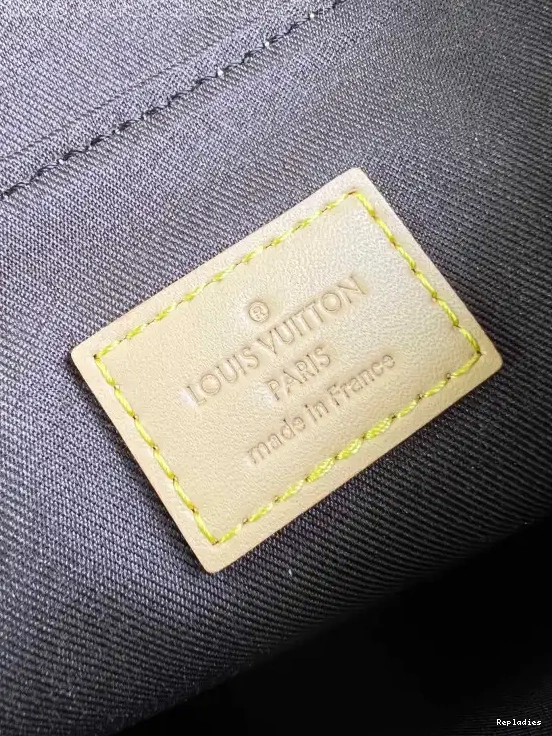 ®
LOUIS VUITTON
PARIS
made in France
Repladies